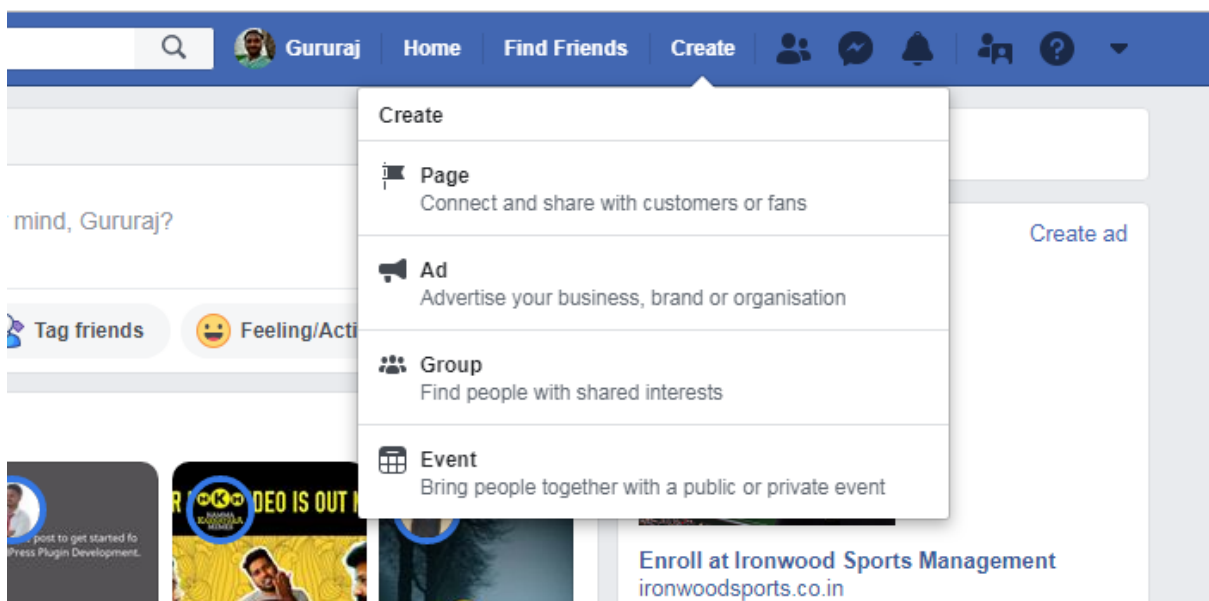 Gururaj
Home
Find Friends
Create
Create
Page
Connect and share with customers or fans
mind, Gururaj?
Create ad
Ad
Advertise your business, brand or organisation
Tag friends
Feeling/Acti
Group
Find people with shared interests
Event
Bring people together with a public or private event
DEO IS OUT
HKH
NAMMA
MEMES
post to get started fo
Press Plugin Development.
Enroll at Ironwood Sports Management
ironwoodsports.co.in